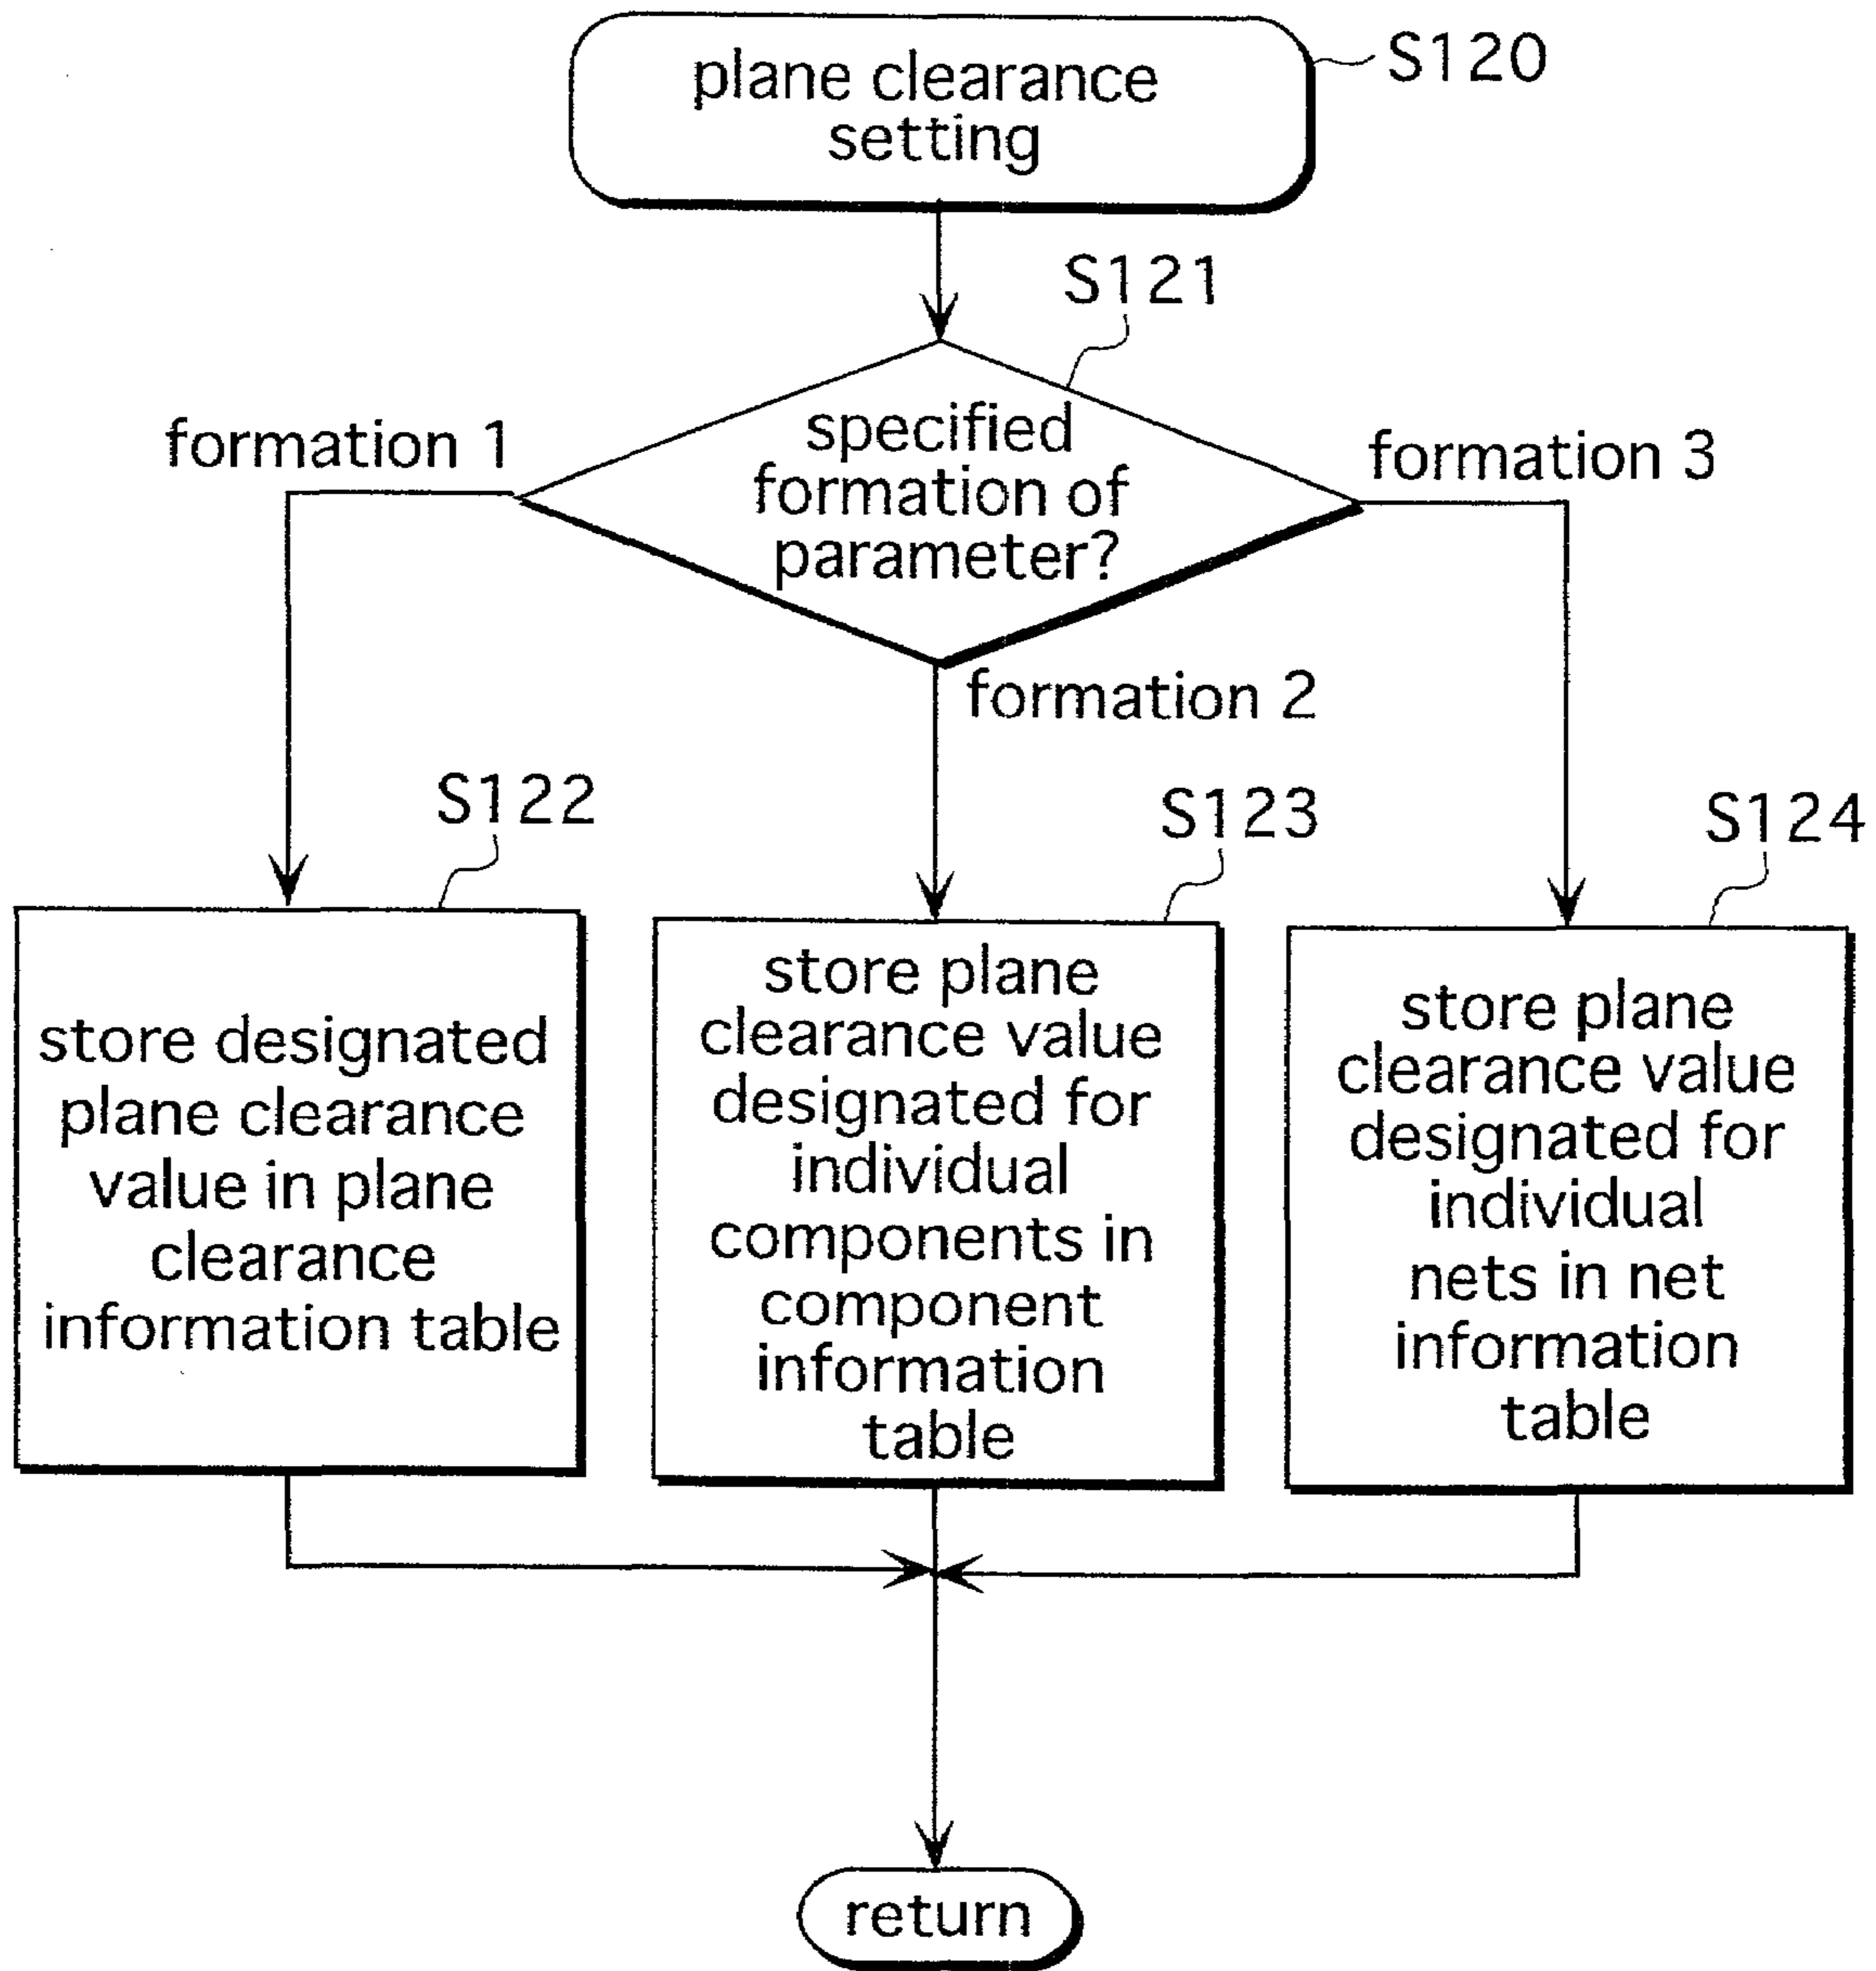 plane clearance
setting
S120
S121
specified
formation of
parameter?
formation 1
formation 3
formation 2
S122
store designated
plane clearance
value in plane
clearance
information table
S123
store plane
clearance value
designated for
individual
components in
component
information
table
S124
store plane
clearance value
designated for
individual
nets in net
information
table
return